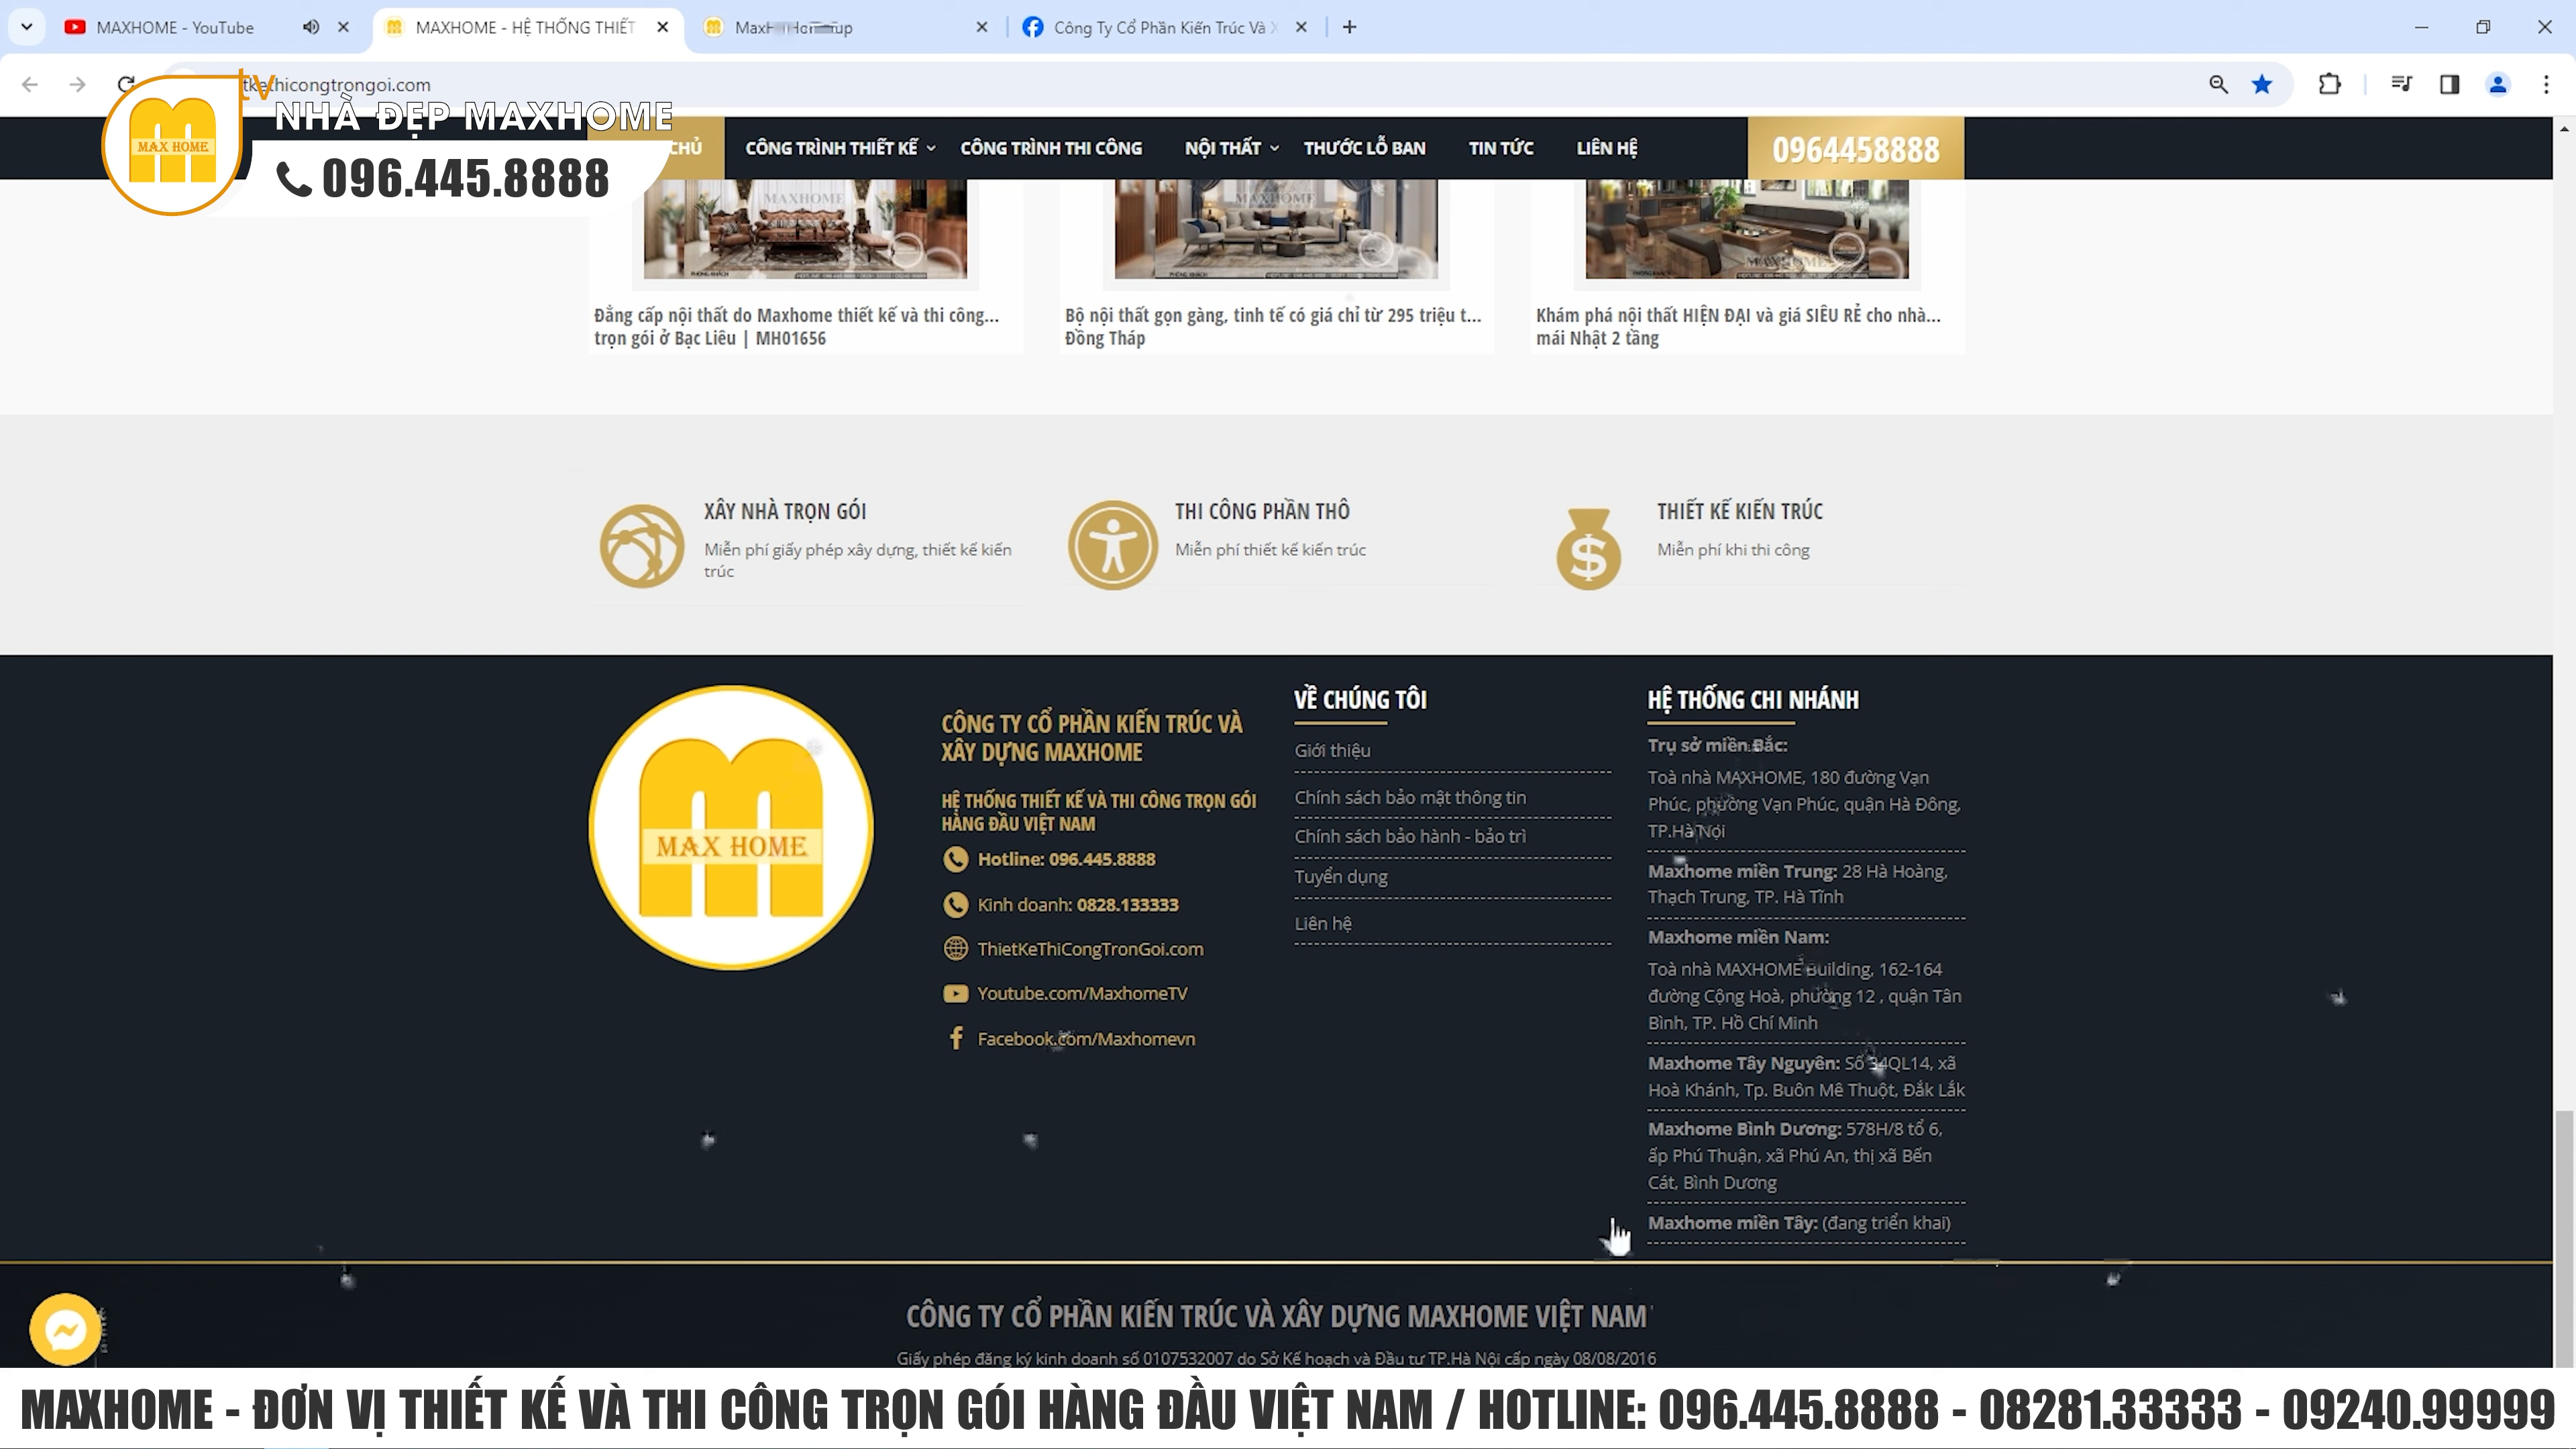 MAXHOME - YouTube
MAXHOME - HỆ THỐNG THIẾT
Công Ty Cổ Phần Kiến Trúc Và X
tkethicongtrongoi.com
tv
NHÀ ĐẸP MAXHOME
MAX HOME
096.445.8888
CHỦ
CÔNG TRÌNH THIẾT KẾ
CÔNG TRÌNH THI CÔNG
NỘI THẤT
THƯỚC LỖ BAN
TIN TỨC
LIÊN HỆ
0964458888
MAXHOME
MAXHOME
MAXHOME
Đẳng cấp nội thất do Maxhome thiết kế và thi công...
trọn gói ở Bạc Liêu | MH01656
Bộ nội thất gọn gàng, tinh tế có giá chỉ từ 295 triệu t...
Đồng Tháp
Khám phá nội thất HIỆN ĐẠI và giá SIÊU RẺ cho nhà...
mái Nhật 2 tầng
XÂY NHÀ TRỌN GÓI
Miễn phí giấy phép xây dựng, thiết kế kiến
trúc
THI CÔNG PHẦN THÔ
Miễn phí thiết kế kiến trúc
THIẾT KẾ KIẾN TRÚC
Miễn phí khi thi công
MAX HOME
CÔNG TY CỔ PHẦN KIẾN TRÚC VÀ
XÂY DỰNG MAXHOME
HỆ THỐNG THIẾT KẾ VÀ THI CÔNG TRỌN GÓI
HÀNG ĐẦU VIỆT NAM
Hotline: 096.445.8888
Kinh doanh: 0828.133333
ThietKeThiCongTronGoi.com
Youtube.com/MaxhomeTV
Facebook.com/Maxhomevn
VỀ CHÚNG TÔI
Giới thiệu
Chính sách bảo mật thông tin
Chính sách bảo hành - bảo trì
Tuyển dụng
Liên hệ
HỆ THỐNG CHI NHÁNH
Trụ sở miền Bắc:
Toà nhà MAXHOME, 180 đường Vạn
Phúc, phường Vạn Phúc, quận Hà Đông,
TP.Hà Nội
Maxhome miền Trung: 28 Hà Hoàng,
Thạch Trung, TP. Hà Tĩnh
Maxhome miền Nam:
Toà nhà MAXHOME Building, 162-164
đường Cộng Hoà, phường 12 , quận Tân
Bình, TP. Hồ Chí Minh
Maxhome Tây Nguyên: Số 34QL14, xã
Hoà Khánh, Tp. Buôn Mê Thuột, Đắk Lắk
Maxhome Bình Dương: 578H/8 tổ 6,
ấp Phú Thuận, xã Phú An, thị xã Bến
Cát, Bình Dương
Maxhome miền Tây: (đang triển khai)
CÔNG TY CỔ PHẦN KIẾN TRÚC VÀ XÂY DỰNG MAXHOME VIỆT NAM
Giấy phép đăng ký kinh doanh số 0107532007 do Sở Kế hoạch và Đầu tư TP.Hà Nội cấp ngày 08/08/2016
MAXHOME - ĐƠN VỊ THIẾT KẾ VÀ THI CÔNG TRỌN GÓI HÀNG ĐẦU VIỆT NAM / HOTLINE: 096.445.8888 - 08281.33333 - 09240.99999